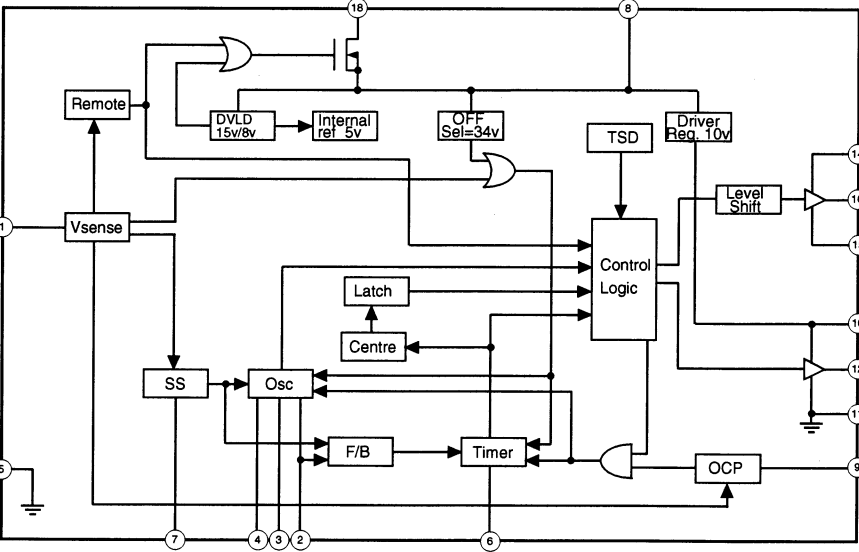 18
8
Remote
DVLD
15v/8v
Internal
ref 5v
OFF
Sel=34v
Driver
Reg. 10v
TSD
Level
Shift
1
Vsense
Control
Logic
Latch
Centre
SS
Osc
F/B
Timer
OCP
5
9
7
4
3
2
6